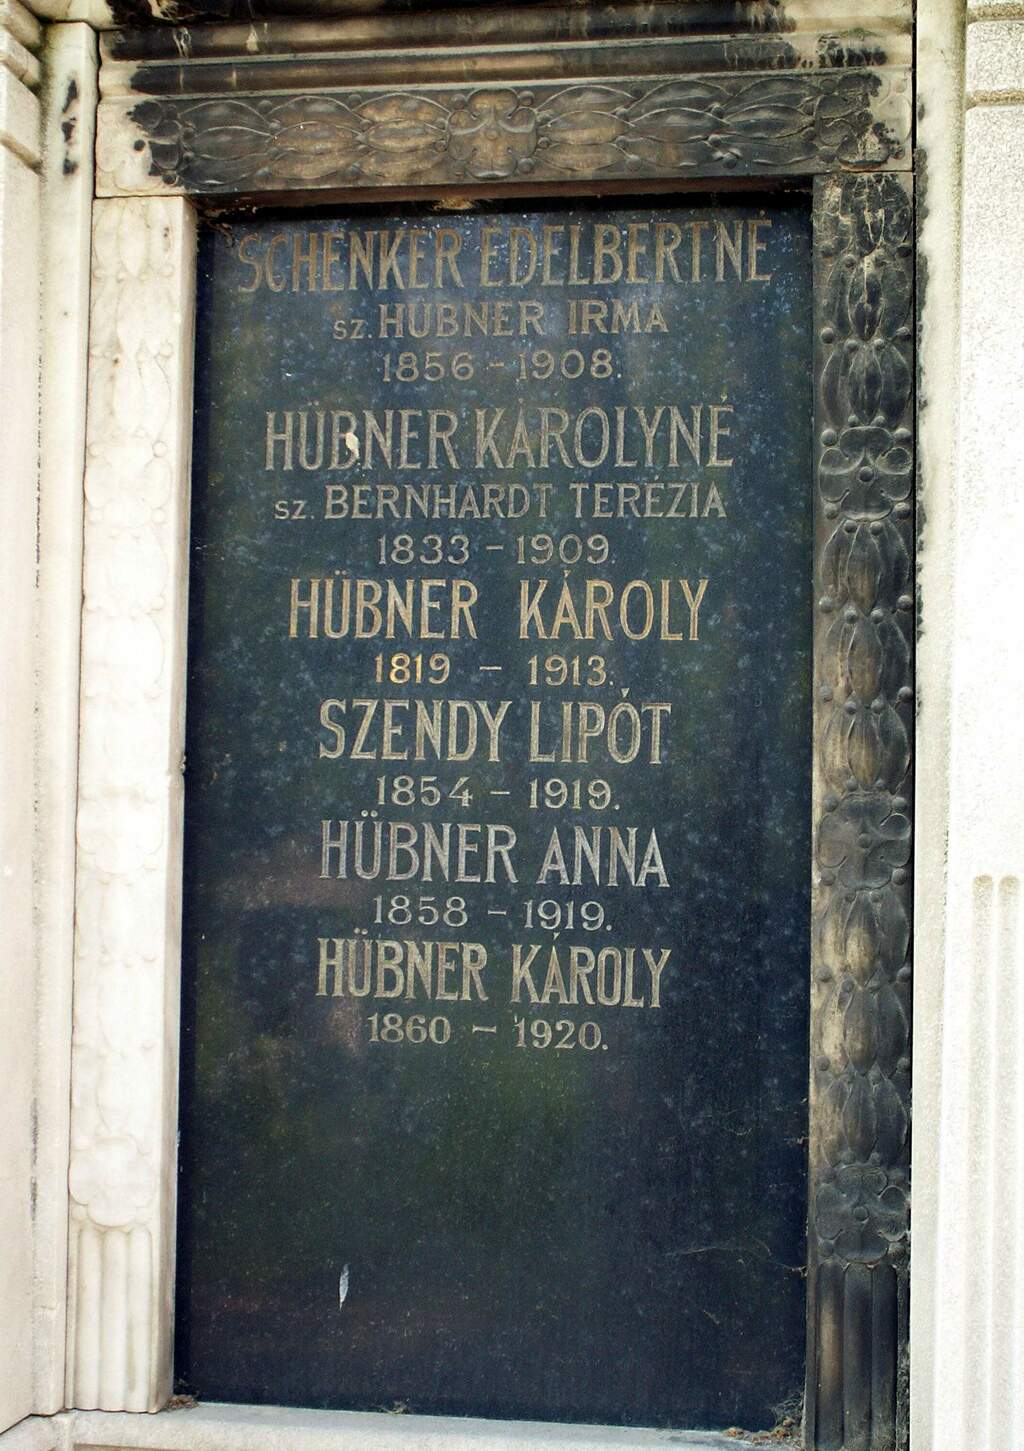 SCHENKER EDELBERTNÉ
SZ. HÜBNER IRMA
1856 - 1908.
HÜBNER KÁROLYNÉ
SZ. BERNHARDT TERÉZIA
1833 - 1909.
HÜBNER KÁROLY
1819 - 1913.
SZENDY LIPÓT
1854 - 1919.
HÜBNER ANNA
1858 - 1919.
HÜBNER KÁROLY
1860 - 1920.